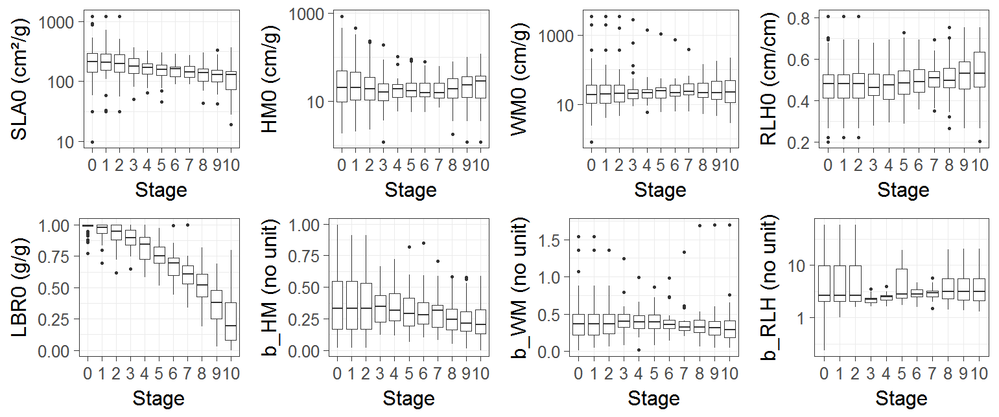 SLA0 (cm²/g)
1000
100
10
0 1 2 3 4 5 6 7 8 9 10
Stage
HM0 (cm/g)
1000
10
0 1 2 3 4 5 6 7 8 9 10
Stage
WM0 (cm/g)
1000
10
0 1 2 3 4 5 6 7 8 9 10
Stage
RLH0 (cm/cm)
0.8
0.6
0.4
0.2
0 1 2 3 4 5 6 7 8 9 10
Stage
LBR0 (g/g)
1.00
0.75
0.50
0.25
0.00
0 1 2 3 4 5 6 7 8 9 10
Stage
b_HM (no unit)
1.00
0.75
0.50
0.25
0.00
0 1 2 3 4 5 6 7 8 9 10
Stage
b_WM (no unit)
1.5
1.0
0.5
0.0
0 1 2 3 4 5 6 7 8 9 10
Stage
b_RLH (no unit)
10
1
0 1 2 3 4 5 6 7 8 9 10
Stage